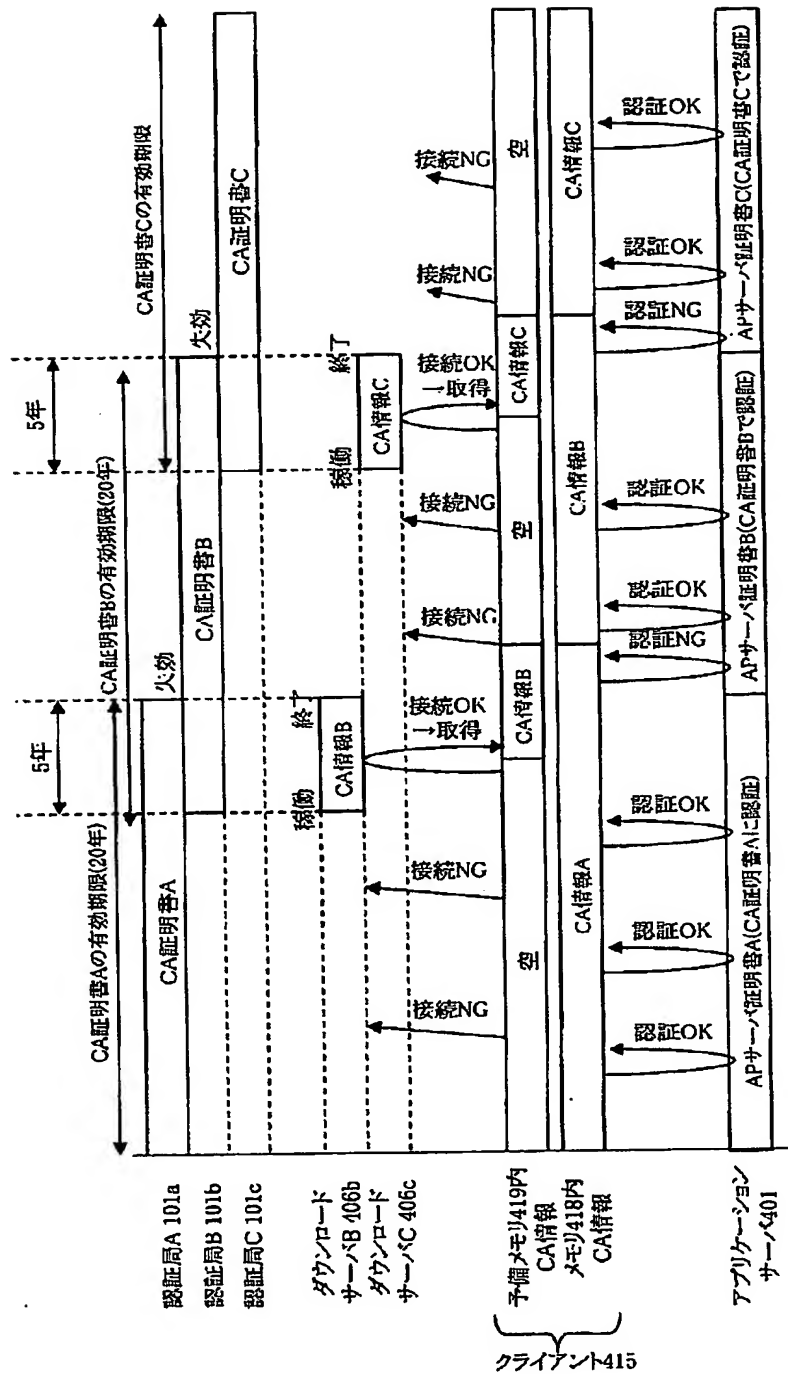 CA証明書Aの有効期限(20年)
5年
CA証明書Bの有効期限(20年)
5年
CA証明書Cの有効期限
認証局A 101a
CA証明書A
失効
認証局B 101b
CA証明書B
失効
認証局C 101c
CA証明書C
ダウンロード
サーバB 406b
稼働
終了
CA情報B
ダウンロード
サーバC 406c
稼働
終了
CA情報C
接続NG
接続NG
接続OK
→取得
接続NG
接続NG
接続OK
→取得
接続NG
接続NG
クライアント415
予備メモリ419内
CA情報
空
CA情報B
空
CA情報C
空
メモリ418内
CA情報
CA情報A
CA情報B
CA情報C
認証OK
認証OK
認証OK
認証NG
認証OK
認証OK
認証NG
認証OK
認証OK
アプリケーション
サーバ401
APサーバ証明書A(CA証明書Aに認証)
APサーバ証明書B(CA証明書Bで認証)
APサーバ証明書C(CA証明書Cで認証)